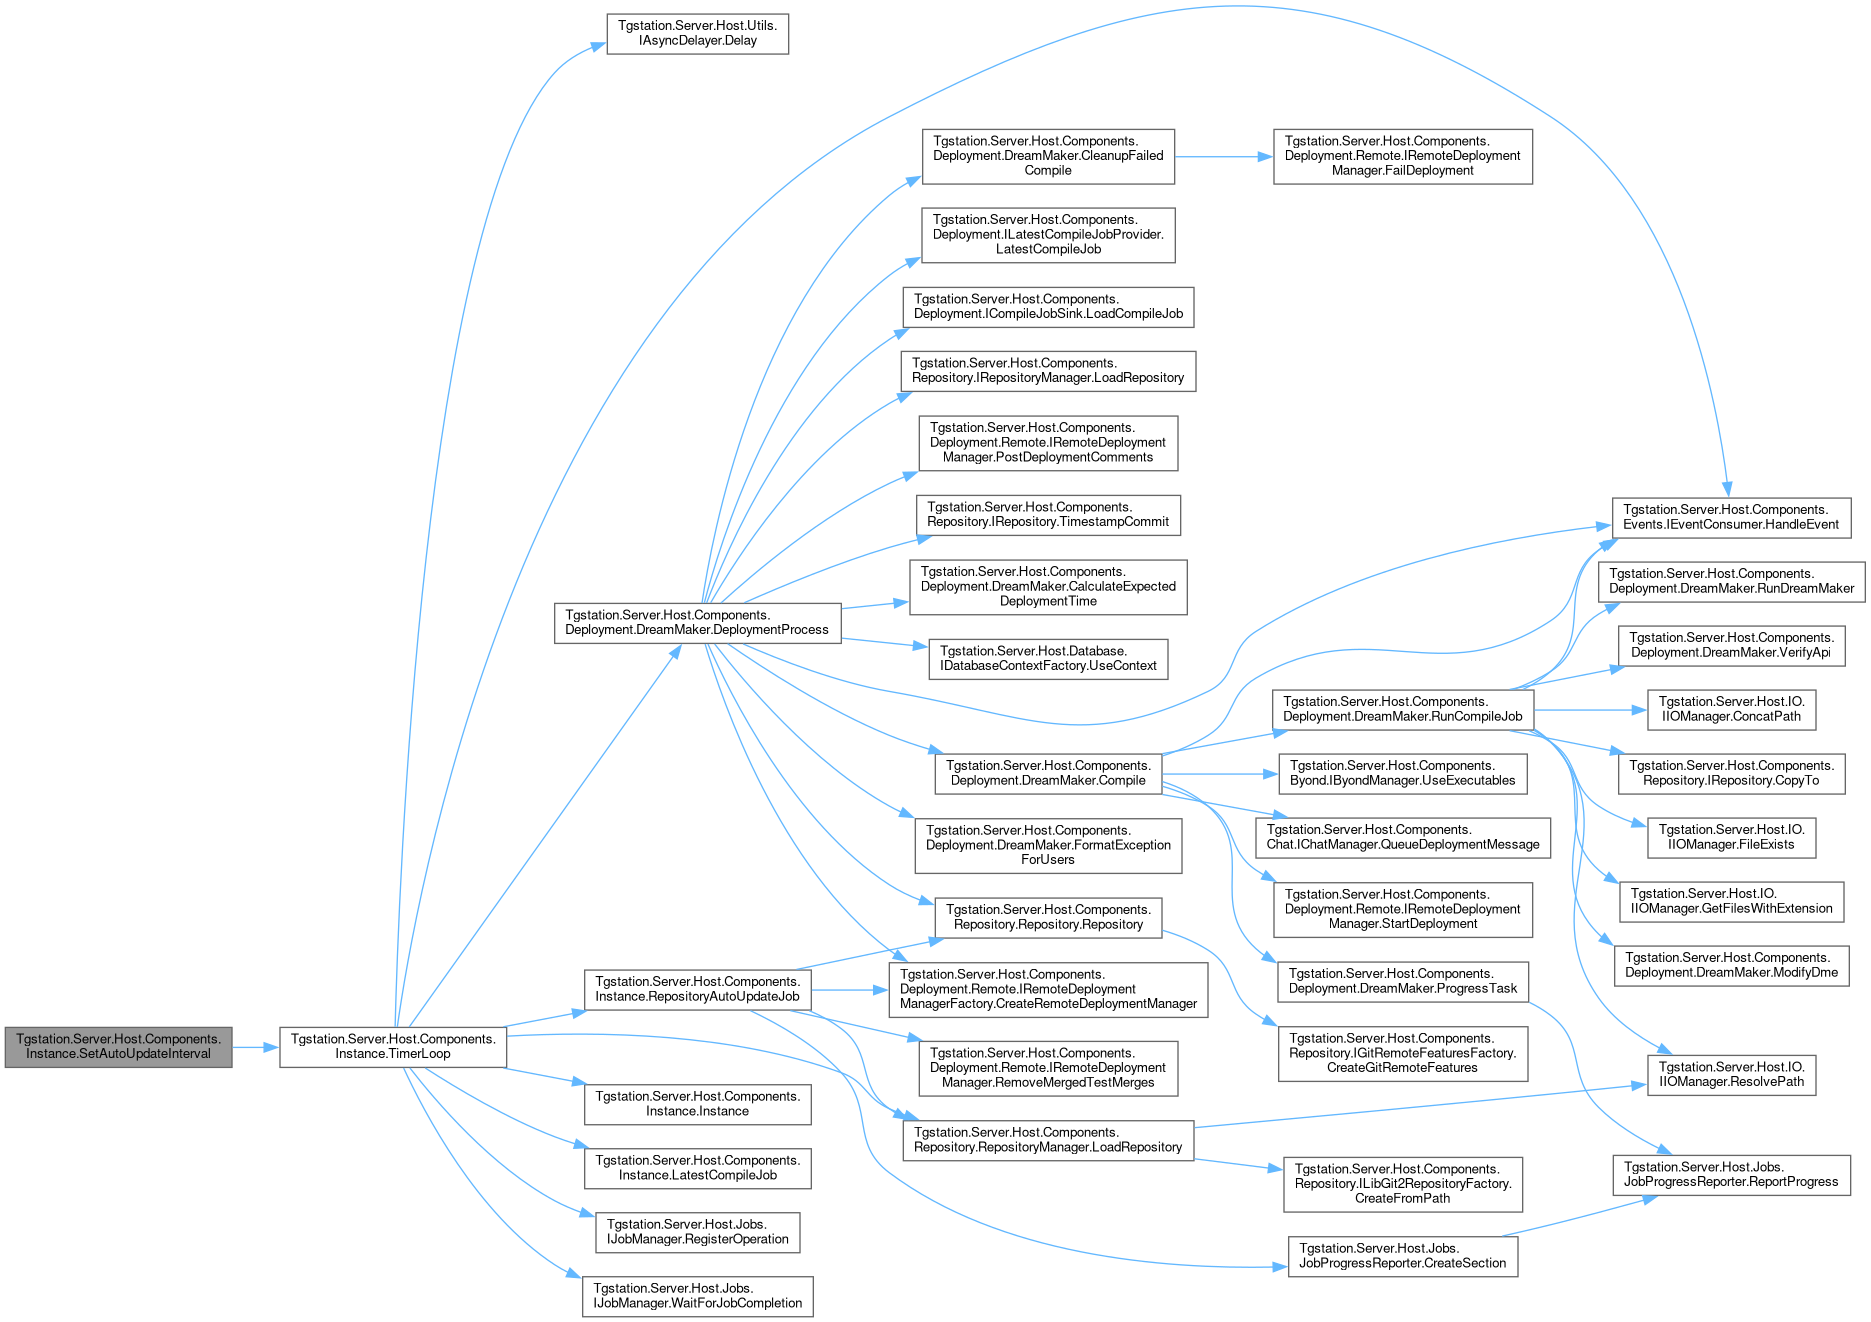 Tgstation.Server.Host.Components.
Instance.SetAutoUpdateInterval
Tgstation.Server.Host.Components.
Instance.TimerLoop
Tgstation.Server.Host.Utils.
IAsyncDelayer.Delay
Tgstation.Server.Host.Components.
Deployment.DreamMaker.DeploymentProcess
Tgstation.Server.Host.Components.
Instance.RepositoryAutoUpdateJob
Tgstation.Server.Host.Components.
Instance.Instance
Tgstation.Server.Host.Components.
Instance.LatestCompileJob
Tgstation.Server.Host.Jobs.
IJobManager.RegisterOperation
Tgstation.Server.Host.Jobs.
IJobManager.WaitForJobCompletion
Tgstation.Server.Host.Components.
Deployment.DreamMaker.CleanupFailed
Compile
Tgstation.Server.Host.Components.
Deployment.ILatestCompileJobProvider.
LatestCompileJob
Tgstation.Server.Host.Components.
Deployment.ICompileJobSink.LoadCompileJob
Tgstation.Server.Host.Components.
Repository.IRepositoryManager.LoadRepository
Tgstation.Server.Host.Components.
Deployment.Remote.IRemoteDeployment
Manager.PostDeploymentComments
Tgstation.Server.Host.Components.
Repository.IRepository.TimestampCommit
Tgstation.Server.Host.Components.
Deployment.DreamMaker.CalculateExpected
DeploymentTime
Tgstation.Server.Host.Database.
IDatabaseContextFactory.UseContext
Tgstation.Server.Host.Components.
Deployment.DreamMaker.Compile
Tgstation.Server.Host.Components.
Deployment.DreamMaker.FormatException
ForUsers
Tgstation.Server.Host.Components.
Repository.Repository.Repository
Tgstation.Server.Host.Components.
Deployment.Remote.IRemoteDeployment
ManagerFactory.CreateRemoteDeploymentManager
Tgstation.Server.Host.Components.
Deployment.Remote.IRemoteDeployment
Manager.RemoveMergedTestMerges
Tgstation.Server.Host.Components.
Repository.RepositoryManager.LoadRepository
Tgstation.Server.Host.Components.
Deployment.Remote.IRemoteDeployment
Manager.FailDeployment
Tgstation.Server.Host.Components.
Deployment.DreamMaker.RunCompileJob
Tgstation.Server.Host.Components.
Byond.IByondManager.UseExecutables
Tgstation.Server.Host.Components.
Chat.IChatManager.QueueDeploymentMessage
Tgstation.Server.Host.Components.
Deployment.Remote.IRemoteDeployment
Manager.StartDeployment
Tgstation.Server.Host.Components.
Deployment.DreamMaker.ProgressTask
Tgstation.Server.Host.Components.
Repository.IGitRemoteFeaturesFactory.
CreateGitRemoteFeatures
Tgstation.Server.Host.Components.
Repository.ILibGit2RepositoryFactory.
CreateFromPath
Tgstation.Server.Host.Jobs.
JobProgressReporter.CreateSection
Tgstation.Server.Host.Components.
Events.IEventConsumer.HandleEvent
Tgstation.Server.Host.Components.
Deployment.DreamMaker.RunDreamMaker
Tgstation.Server.Host.Components.
Deployment.DreamMaker.VerifyApi
Tgstation.Server.Host.IO.
IIOManager.ConcatPath
Tgstation.Server.Host.Components.
Repository.IRepository.CopyTo
Tgstation.Server.Host.IO.
IIOManager.FileExists
Tgstation.Server.Host.IO.
IIOManager.GetFilesWithExtension
Tgstation.Server.Host.Components.
Deployment.DreamMaker.ModifyDme
Tgstation.Server.Host.IO.
IIOManager.ResolvePath
Tgstation.Server.Host.Jobs.
JobProgressReporter.ReportProgress